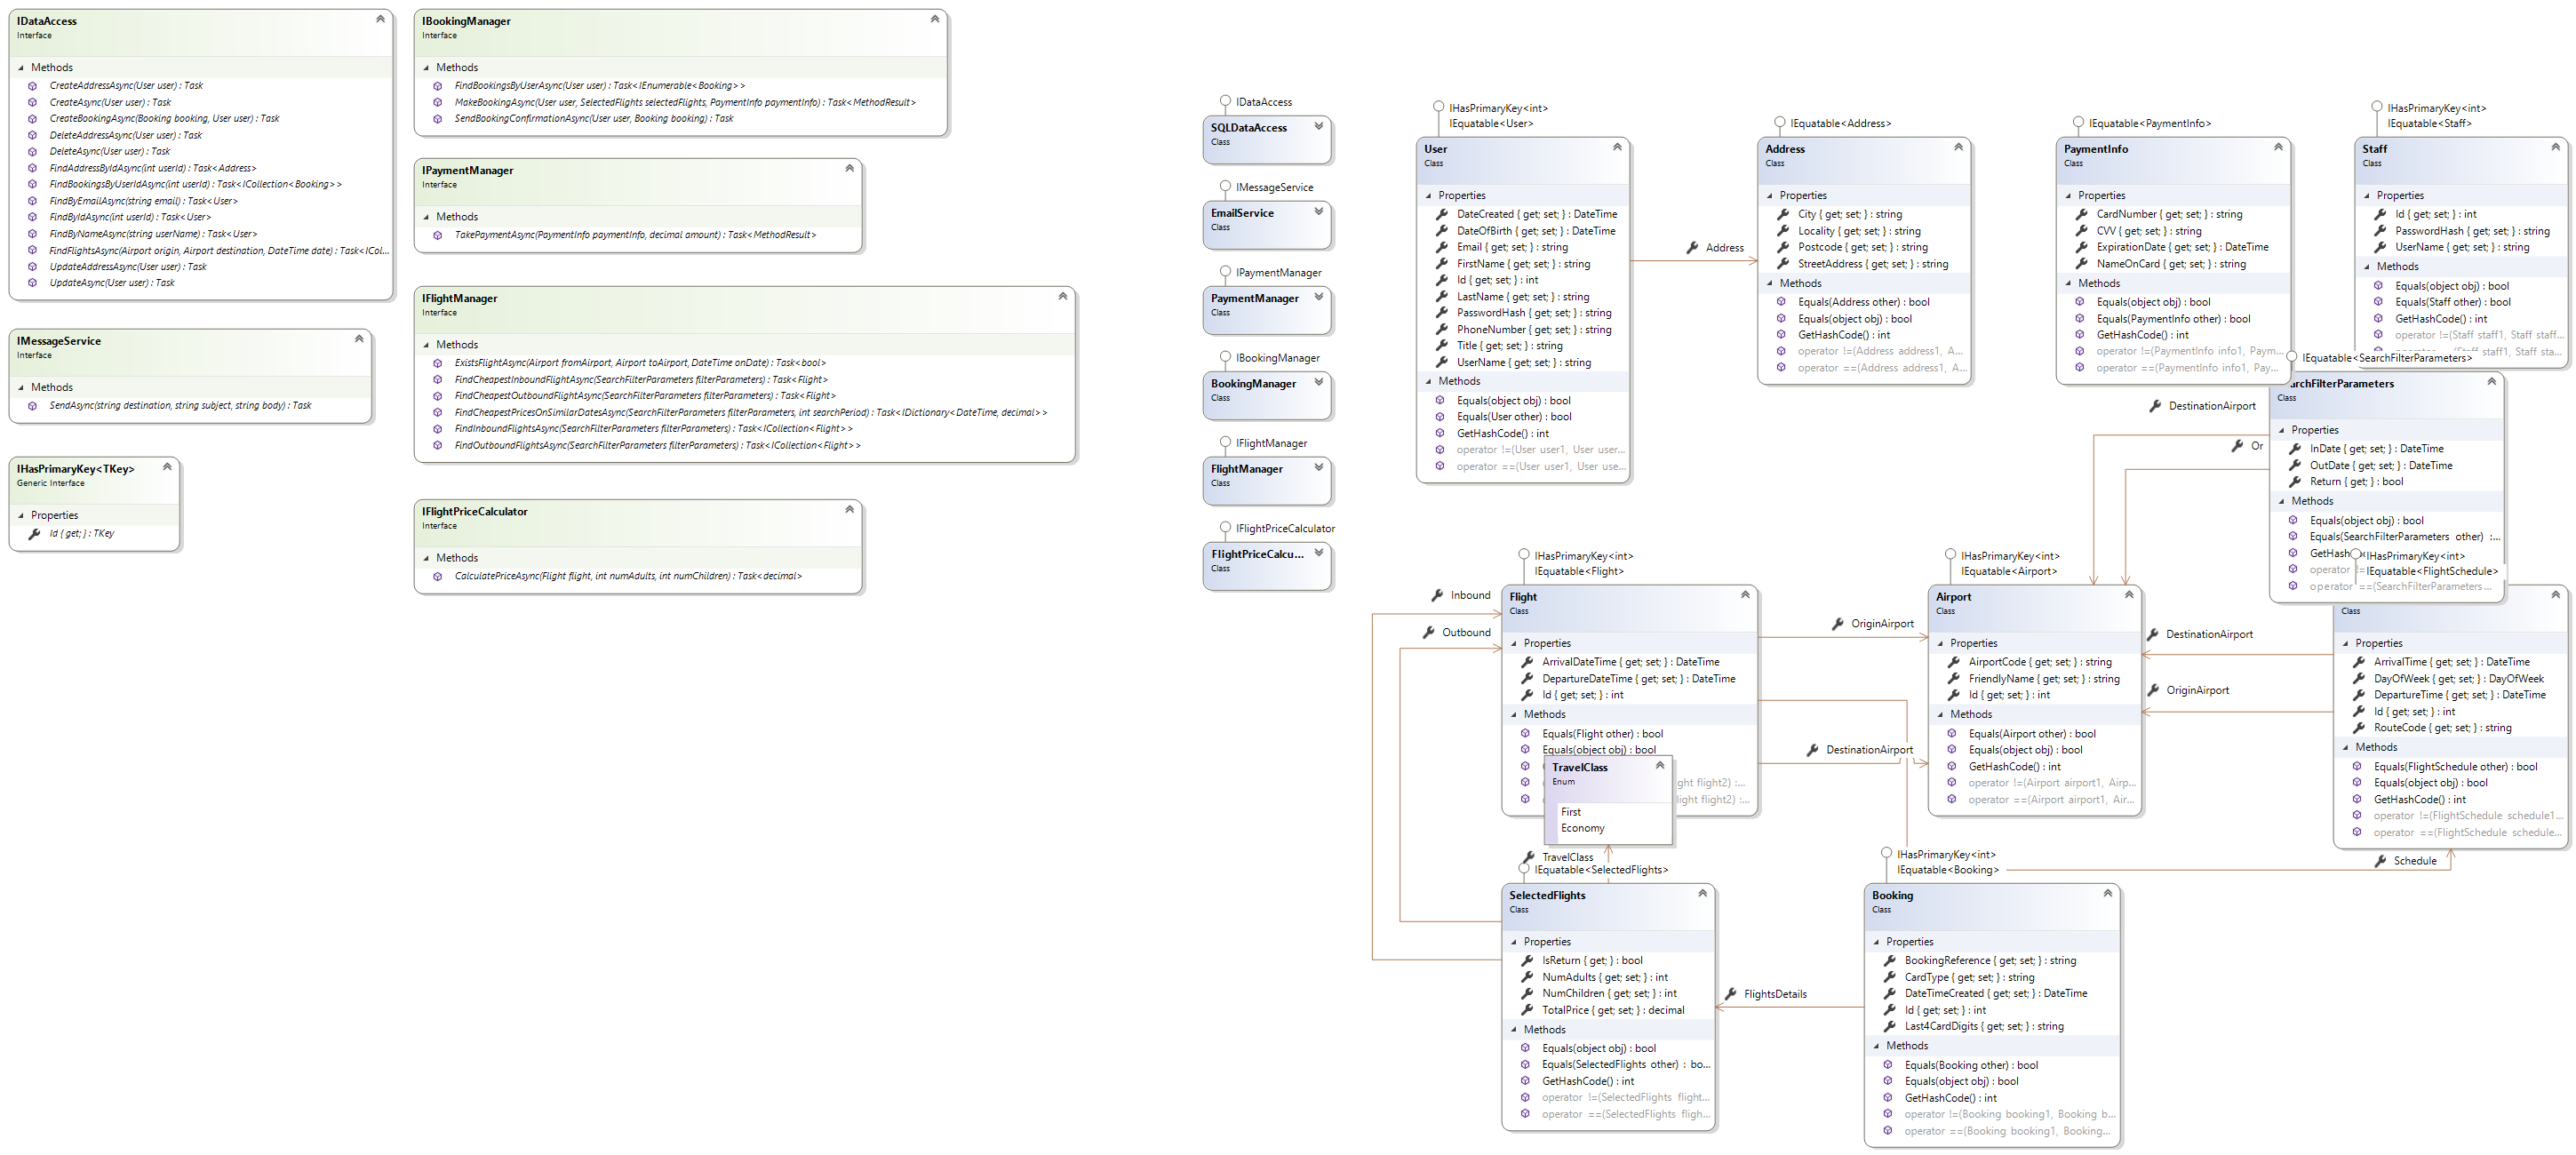 IDataAccess
Interface
Methods
CreateAddressAsync(User user) : Task
CreateAsync(User user) : Task
CreateBookingAsync(Booking booking, User user) : Task
DeleteAddressAsync(User user) : Task
DeleteAsync(User user) : Task
FindAddressByIdAsync(int userId) : Task<Address>
FindBookingsByUserIdAsync(int userId) : Task<ICollection<Booking>>
FindByEmailAsync(string email) : Task<User>
FindByIdAsync(int userId) : Task<User>
FindByNameAsync(string userName) : Task<User>
FindFlightsAsync(Airport origin, Airport destination, DateTime date) : Task<ICol...
UpdateAddressAsync(User user) : Task
UpdateAsync(User user) : Task
IMessageService
Interface
Methods
SendAsync(string destination, string subject, string body) : Task
IHasPrimaryKey<TKey>
Generic Interface
Properties
Id { get; } : TKey
IBookingManager
Interface
Methods
FindBookingsByUserAsync(User user) : Task<IEnumerable<Booking>>
MakeBookingAsync(User user, SelectedFlights selectedFlights, PaymentInfo paymentInfo) : Task<MethodResult>
SendBookingConfirmationAsync(User user, Booking booking) : Task
IPaymentManager
Interface
Methods
TakePaymentAsync(PaymentInfo paymentInfo, decimal amount) : Task<MethodResult>
IFlightManager
Interface
Methods
ExistsFlightAsync(Airport fromAirport, Airport toAirport, DateTime onDate) : Task<bool>
FindCheapestInboundFlightAsync(SearchFilterParameters filterParameters) : Task<Flight>
FindCheapestOutboundFlightAsync(SearchFilterParameters filterParameters) : Task<Flight>
FindCheapestPricesOnSimilarDatesAsync(SearchFilterParameters filterParameters, int searchPeriod) : Task<IDictionary<DateTime, decimal>>
FindInboundFlightsAsync(SearchFilterParameters filterParameters) : Task<ICollection<Flight>>
FindOutboundFlightsAsync(SearchFilterParameters filterParameters) : Task<ICollection<Flight>>
IFlightPriceCalculator
Interface
Methods
CalculatePriceAsync(Flight flight, int numAdults, int numChildren) : Task<decimal>
IDataAccess
SQLDataAccess
Class
IMessageService
EmailService
Class
IPaymentManager
PaymentManager
Class
IBookingManager
BookingManager
Class
IFlightManager
FlightManager
Class
IFlightPriceCalculator
FlightPriceCalcu...
Class
IHasPrimaryKey<int>
IEquatable<User>
User
Class
Properties
DateCreated { get; set; } : DateTime
DateOfBirth { get; set; } : DateTime
Email { get; set; } : string
FirstName { get; set; } : string
Id { get; set; } : int
LastName { get; set; } : string
PasswordHash { get; set; } : string
PhoneNumber { get; set; } : string
Title { get; set; } : string
UserName { get; set; } : string
Methods
Equals(object obj) : bool
Equals(User other) : bool
GetHashCode() : int
operator !=(User user1, User user...
operator ==(User user1, User use...
Address
IEquatable<Address>
Address
Class
Properties
City { get; set; } : string
Locality { get; set; } : string
Postcode { get; set; } : string
StreetAddress { get; set; } : string
Methods
Equals(Address other) : bool
Equals(object obj) : bool
GetHashCode() : int
operator !=(Address address1, A...
operator ==(Address address1, A...
IEquatable<PaymentInfo>
PaymentInfo
Class
Properties
CardNumber { get; set; } : string
CVV { get; set; } : string
ExpirationDate { get; set; } : DateTime
NameOnCard { get; set; } : string
Methods
Equals(object obj) : bool
Equals(PaymentInfo other) : bool
GetHashCode() : int
operator !=(PaymentInfo info1, Paym...
operator ==(PaymentInfo info1, Pay...
IHasPrimaryKey<int>
IEquatable<Staff>
Staff
Class
Properties
Id { get; set; } : int
PasswordHash { get; set; } : string
UserName { get; set; } : string
Methods
Equals(object obj) : bool
Equals(Staff other) : bool
GetHashCode() : int
operator !=(Staff staff1, Staff staff...
(Staff staff1, Staff sta...
IEquatable<SearchFilterParameters>
archFilterParameters
Class
Properties
InDate { get; set; } : DateTime
OutDate { get; set; } : DateTime
Return { get; } : bool
Methods
Equals(object obj) : bool
Equals(SearchFilterParameters other) :...
GetHash
operator !=
operator ==(SearchFilterParameters ...
DestinationAirport
Or
IHasPrimaryKey<int>
IEquatable<Flight>
Flight
Class
Properties
ArrivalDateTime { get; set; } : DateTime
DepartureDateTime { get; set; } : DateTime
Id { get; set; } : int
Methods
Equals(Flight other) : bool
Equals(object obj) : bool
ght flight2) :...
light flight2) :...
Inbound
Outbound
OriginAirport
DestinationAirport
TravelClass
Enum
First
Economy
IHasPrimaryKey<int>
IEquatable<Airport>
Airport
Class
Properties
AirportCode { get; set; } : string
FriendlyName { get; set; } : string
Id { get; set; } : int
Methods
Equals(Airport other) : bool
Equals(object obj) : bool
GetHashCode() : int
operator !=(Airport airport1, Airp...
operator ==(Airport airport1, Air...
DestinationAirport
OriginAirport
IHasPrimaryKey<int>
IEquatable<FlightSchedule>
Class
Properties
ArrivalTime { get; set; } : DateTime
DayOfWeek { get; set; } : DayOfWeek
DepartureTime { get; set; } : DateTime
Id { get; set; } : int
RouteCode { get; set; } : string
Methods
Equals(FlightSchedule other) : bool
Equals(object obj) : bool
GetHashCode() : int
operator !=(FlightSchedule schedule1...
operator ==(FlightSchedule schedule...
Schedule
TravelClass
IEquatable<SelectedFlights>
SelectedFlights
Class
Properties
IsReturn { get; } : bool
NumAdults { get; set; } : int
NumChildren { get; set; } : int
TotalPrice { get; set; } : decimal
Methods
Equals(object obj) : bool
Equals(SelectedFlights other) : bo...
GetHashCode() : int
operator !=(SelectedFlights flight...
operator ==(SelectedFlights fligh...
FlightsDetails
IHasPrimaryKey<int>
IEquatable<Booking>
Booking
Class
Properties
BookingReference { get; set; } : string
CardType { get; set; } : string
DateTimeCreated { get; set; } : DateTime
Id { get; set; } : int
Last4CardDigits { get; set; } : string
Methods
Equals(Booking other) : bool
Equals(object obj) : bool
GetHashCode() : int
operator !=(Booking booking1, Booking b...
operator ==(Booking booking1, Booking...